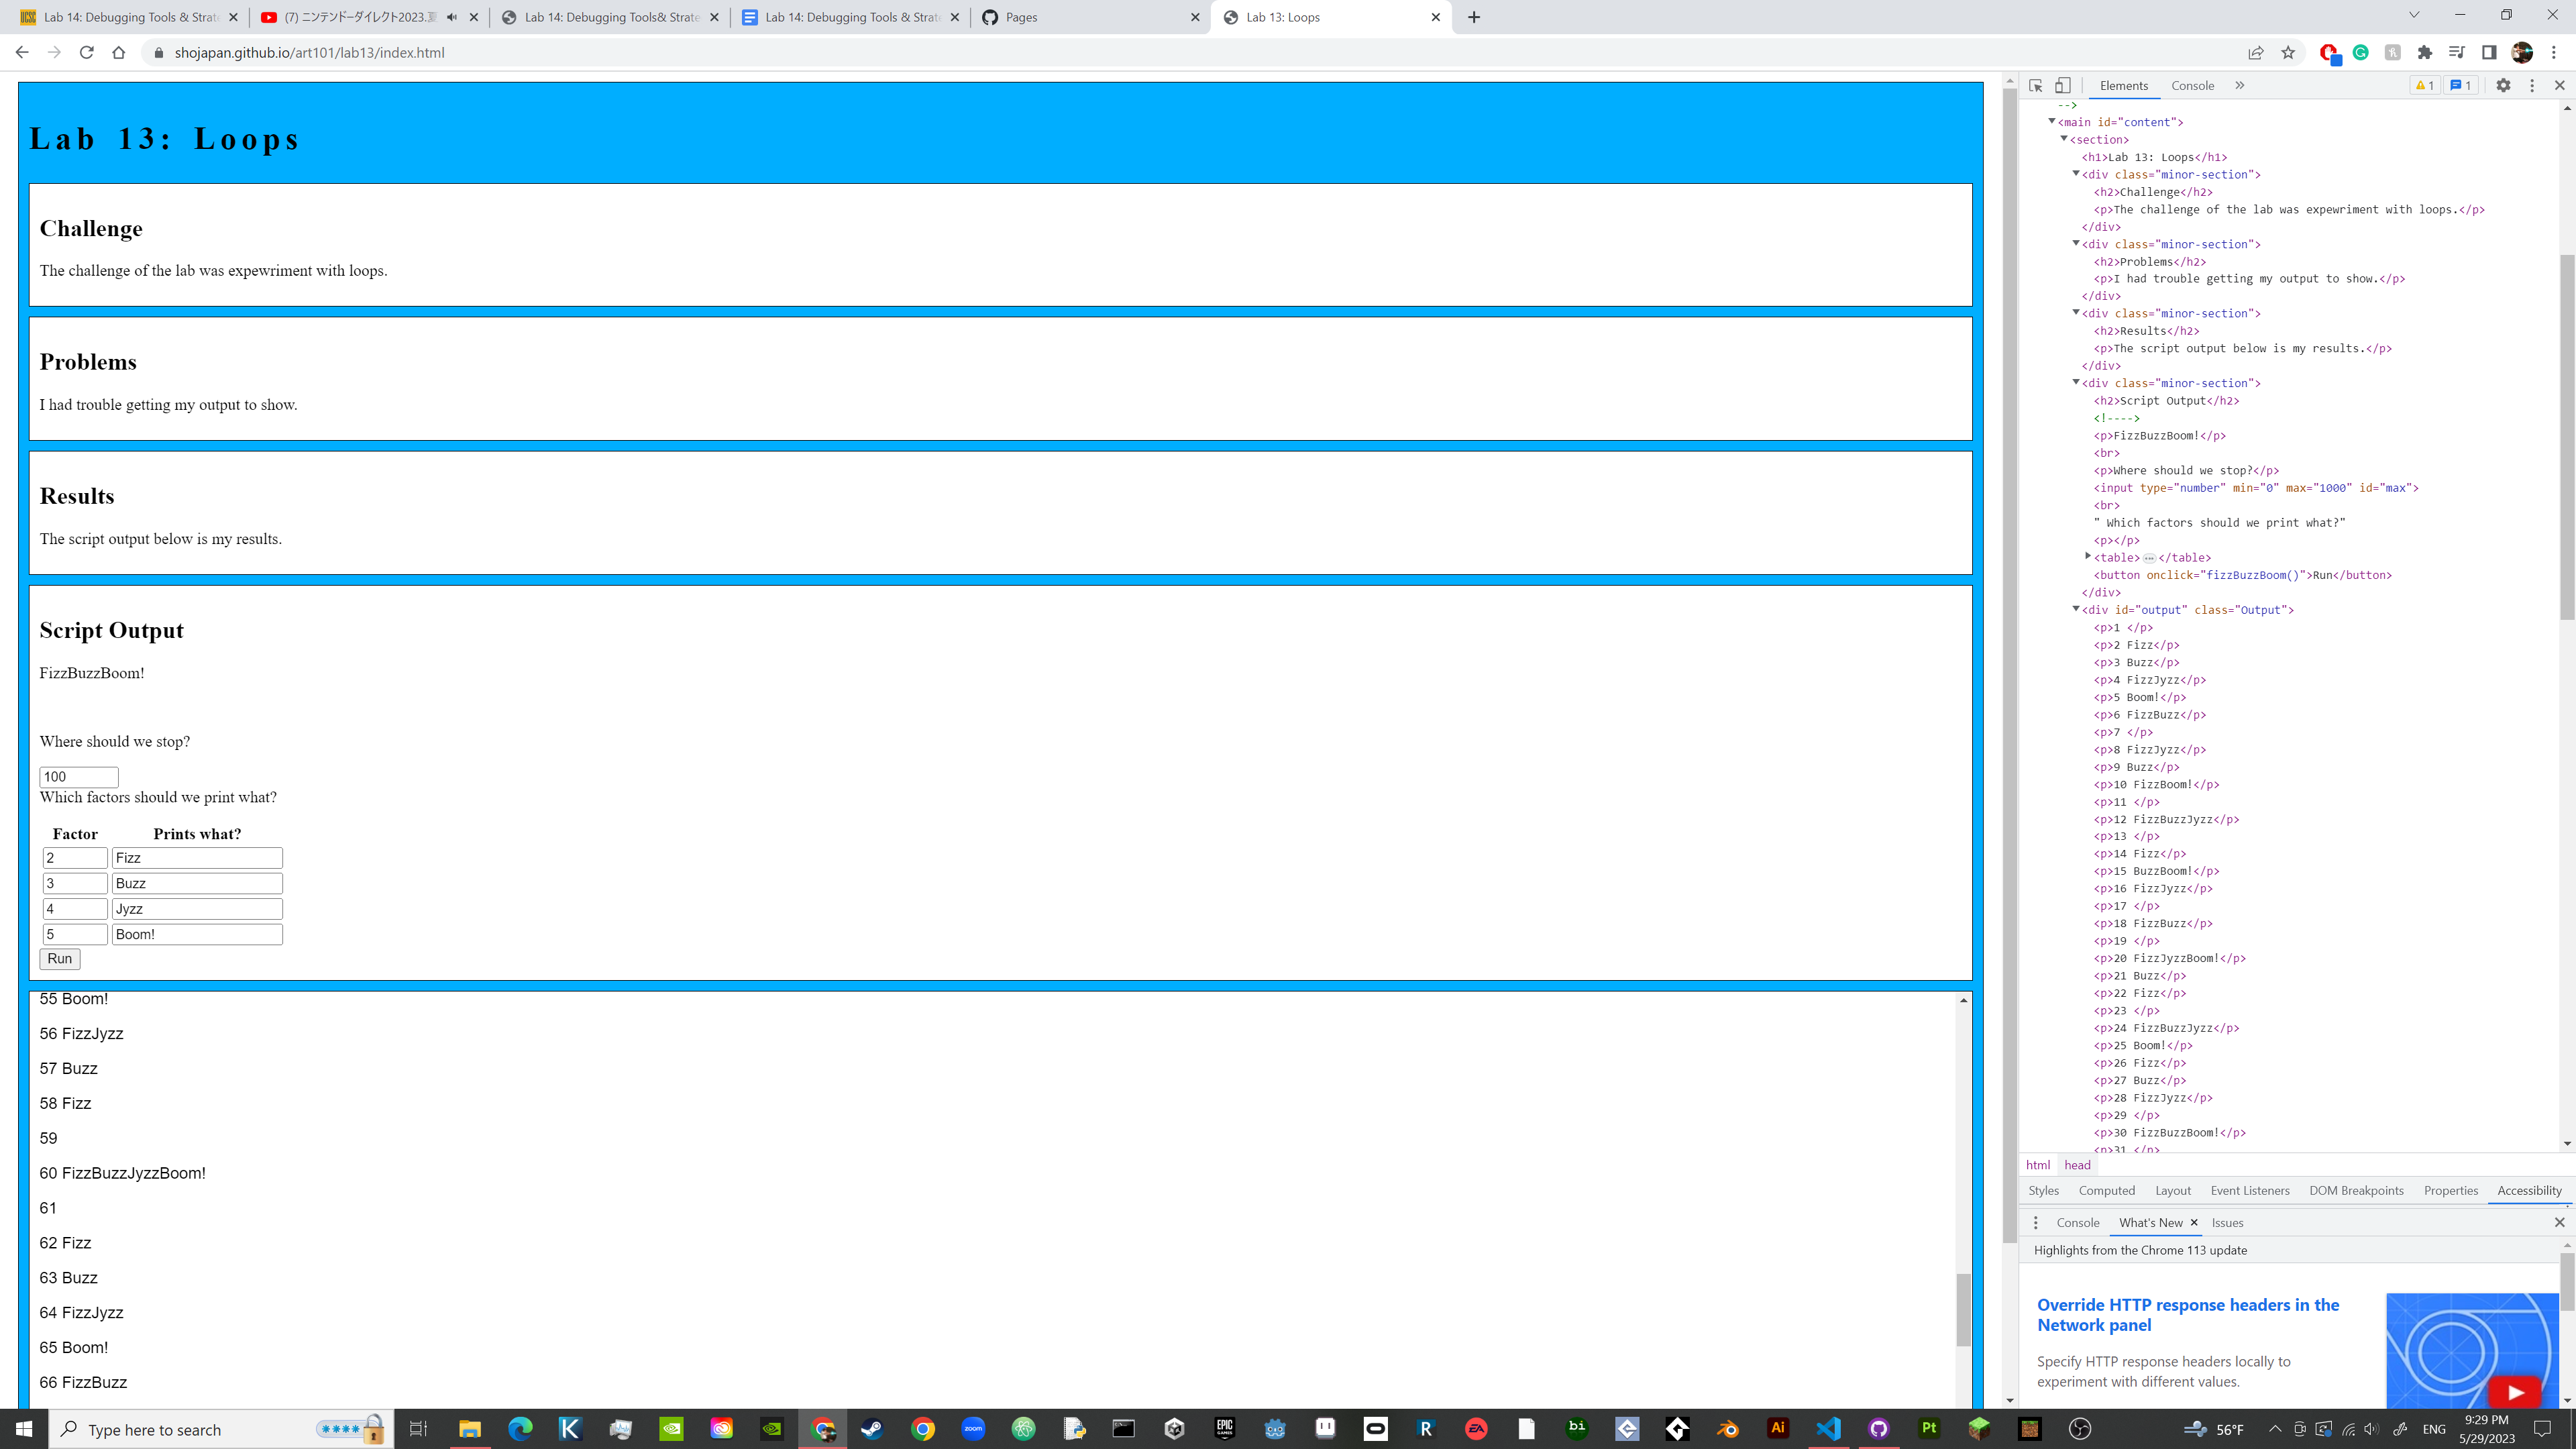 Lab 14: Debugging Tools & Strate
(7) ニンテンドーダイレクト2023.夏
Lab 14: Debugging Tools& Strate
Lab 14: Debugging Tools & Strate
Pages
Lab 13: Loops
shojapan.github.io/art101/lab13/index.html
Lab 13: Loops
Challenge
The challenge of the lab was expewriment with loops.
Problems
I had trouble getting my output to show.
Results
The script output below is my results.
Script Output
FizzBuzzBoom!
Where should we stop?
100
Which factors should we print what?
Factor Prints what?
2 Fizz
3 Buzz
4 Jyzz
5 Boom!
Run
55 Boom!
56 FizzJyzz
57 Buzz
58 Fizz
59
60 FizzBuzzJyzzBoom!
61
62 Fizz
63 Buzz
64 FizzJyzz
65 Boom!
66 FizzBuzz
Elements Console » 1 1
-->
<main id="content">
<section>
<h1>Lab 13: Loops</h1>
<div class="minor-section">
<h2>Challenge</h2>
<p>The challenge of the lab was expewriment with loops.</p>
</div>
<div class="minor-section">
<h2>Problems</h2>
<p>I had trouble getting my output to show.</p>
</div>
<div class="minor-section">
<h2>Results</h2>
<p>The script output below is my results.</p>
</div>
<div class="minor-section">
<h2>Script Output</h2>
<!---->
<p>FizzBuzzBoom!</p>
<br>
<p>Where should we stop?</p>
<input type="number" min="0" max="1000" id="max">
<br>
" Which factors should we print what?"
<p></p>
<table>…</table>
<button onclick="fizzBuzzBoom()">Run</button>
</div>
<div id="output" class="Output">
<p>1 </p>
<p>2 Fizz</p>
<p>3 Buzz</p>
<p>4 FizzJyzz</p>
<p>5 Boom!</p>
<p>6 FizzBuzz</p>
<p>7 </p>
<p>8 FizzJyzz</p>
<p>9 Buzz</p>
<p>10 FizzBoom!</p>
<p>11 </p>
<p>12 FizzBuzzJyzz</p>
<p>13 </p>
<p>14 Fizz</p>
<p>15 BuzzBoom!</p>
<p>16 FizzJyzz</p>
<p>17 </p>
<p>18 FizzBuzz</p>
<p>19 </p>
<p>20 FizzJyzzBoom!</p>
<p>21 Buzz</p>
<p>22 Fizz</p>
<p>23 </p>
<p>24 FizzBuzzJyzz</p>
<p>25 Boom!</p>
<p>26 Fizz</p>
<p>27 Buzz</p>
<p>28 FizzJyzz</p>
<p>29 </p>
<p>30 FizzBuzzBoom!</p>
<p>31 </p>
html head
Styles Computed Layout Event Listeners DOM Breakpoints Properties Accessibility
Console What's New Issues
Highlights from the Chrome 113 update
Override HTTP response headers in the
Network panel
Specify HTTP response headers locally to
experiment with different values.
Type here to search
zoom
EPIC GAMES
R
EA
bi
Ai
Pt
56°F
ENG
9:29 PM
5/29/2023